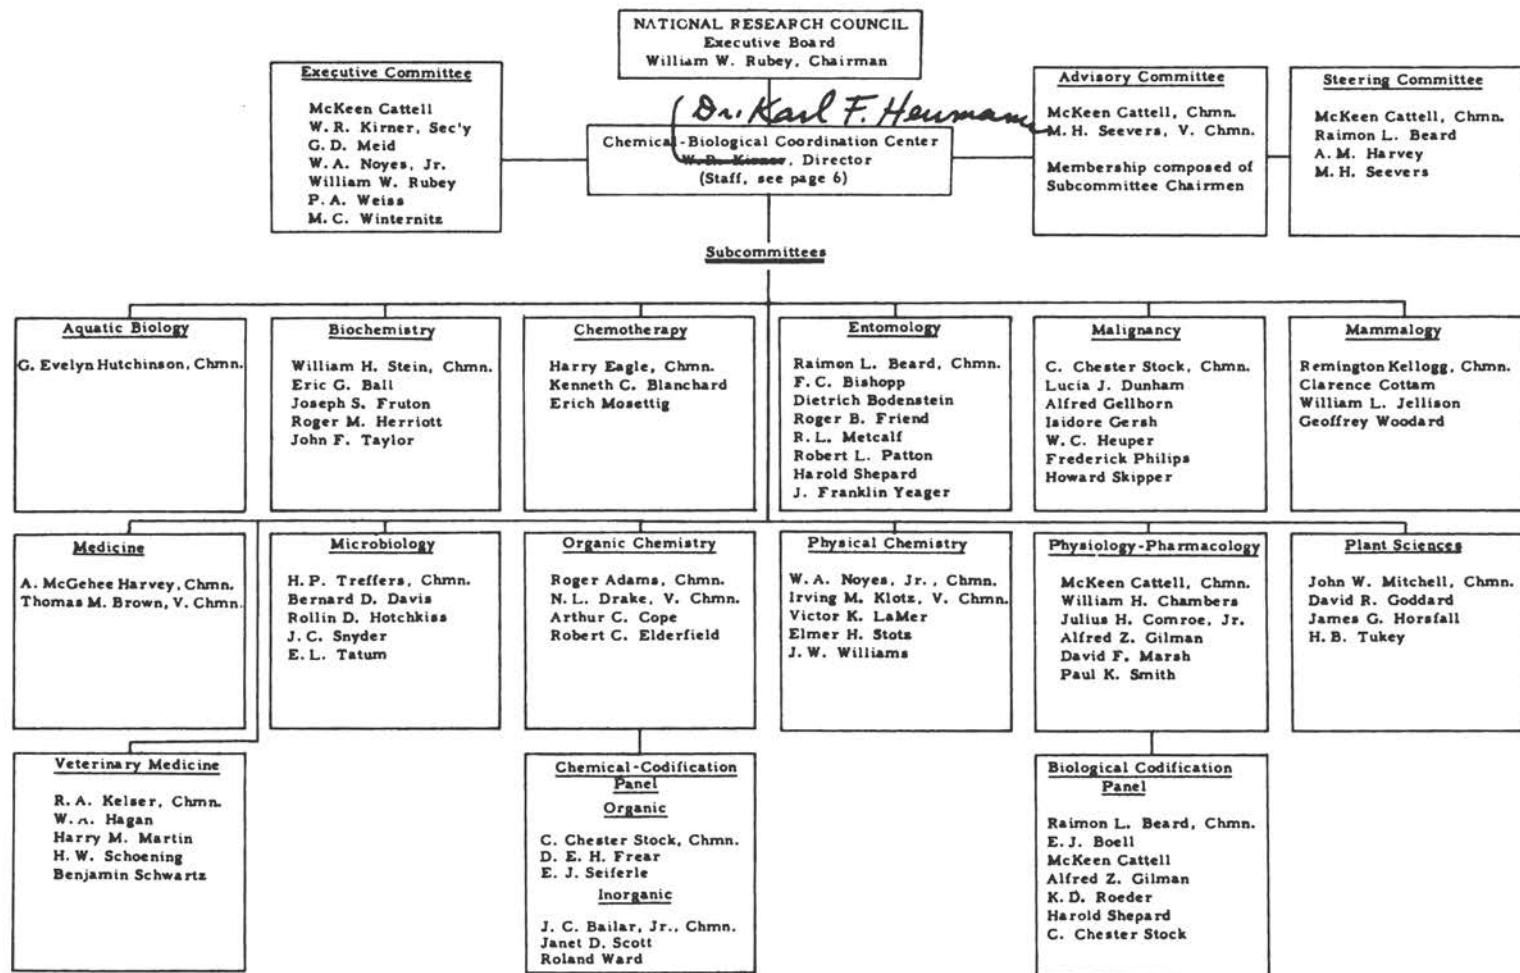 NATIONAL RESEARCH COUNCIL
Executive Board
William W. Rubey, Chairman
Executive Committee
McKeen Cattell
W. R. Kirner, Sec'y
G. D. Meid
W. A. Noyes, Jr.
William W. Rubey
P. A. Weiss
M. C. Winternitz
Dr. Karl F. Heumann
Chemical-Biological Coordination Center
W. R. Kirner, Director
(Staff, see page 6)
Advisory Committee
McKeen Cattell, Chmn.
M. H. Seevers, V. Chmn.
Membership composed of
Subcommittee Chairmen
Steering Committee
McKeen Cattell, Chmn.
Raimon L. Beard
A. M. Harvey
M. H. Seevers
Subcommittees
Aquatic Biology
G. Evelyn Hutchinson, Chmn.
Biochemistry
William H. Stein, Chmn.
Eric G. Ball
Joseph S. Fruton
Roger M. Herriott
John F. Taylor
Chemotherapy
Harry Eagle, Chmn.
Kenneth C. Blanchard
Erich Mosettig
Entomology
Raimon L. Beard, Chmn.
F. C. Bishopp
Dietrich Bodenstein
Roger B. Friend
R. L. Metcalf
Robert L. Patton
Harold Shepard
J. Franklin Yeager
Malignancy
C. Chester Stock, Chmn.
Lucia J. Dunham
Alfred Gellhorn
Isidore Gersh
W. C. Heuper
Frederick Philips
Howard Skipper
Mammalogy
Remington Kellogg, Chmn.
Clarence Cottam
William L. Jellison
Geoffrey Woodard
Medicine
A. McGehee Harvey, Chmn.
Thomas M. Brown, V. Chmn.
Microbiology
H. P. Treffers, Chmn.
Bernard D. Davis
Rollin D. Hotchkiss
J. C. Snyder
E. L. Tatum
Organic Chemistry
Roger Adams, Chmn.
N. L. Drake, V. Chmn.
Arthur C. Cope
Robert C. Elderfield
Physical Chemistry
W. A. Noyes, Jr., Chmn.
Irving M. Klotz, V. Chmn.
Victor K. LaMer
Elmer H. Stotz
J. W. Williams
Physiology-Pharmacology
McKeen Cattell, Chmn.
William H. Chambers
Julius H. Comroe, Jr.
Alfred Z. Gilman
David F. Marsh
Paul K. Smith
Plant Sciences
John W. Mitchell, Chmn.
David R. Goddard
James G. Horsfall
H. B. Tukey
Veterinary Medicine
R. A. Kelser, Chmn.
W. A. Hagan
Harry M. Martin
H. W. Schoening
Benjamin Schwartz
Chemical-Codification
Panel
Organic
C. Chester Stock, Chmn.
D. E. H. Frear
E. J. Seiferle
Inorganic
J. C. Bailar, Jr., Chmn.
Janet D. Scott
Roland Ward
Biological Codification
Panel
Raimon L. Beard, Chmn.
E. J. Boell
McKeen Cattell
Alfred Z. Gilman
K. D. Roeder
Harold Shepard
C. Chester Stock